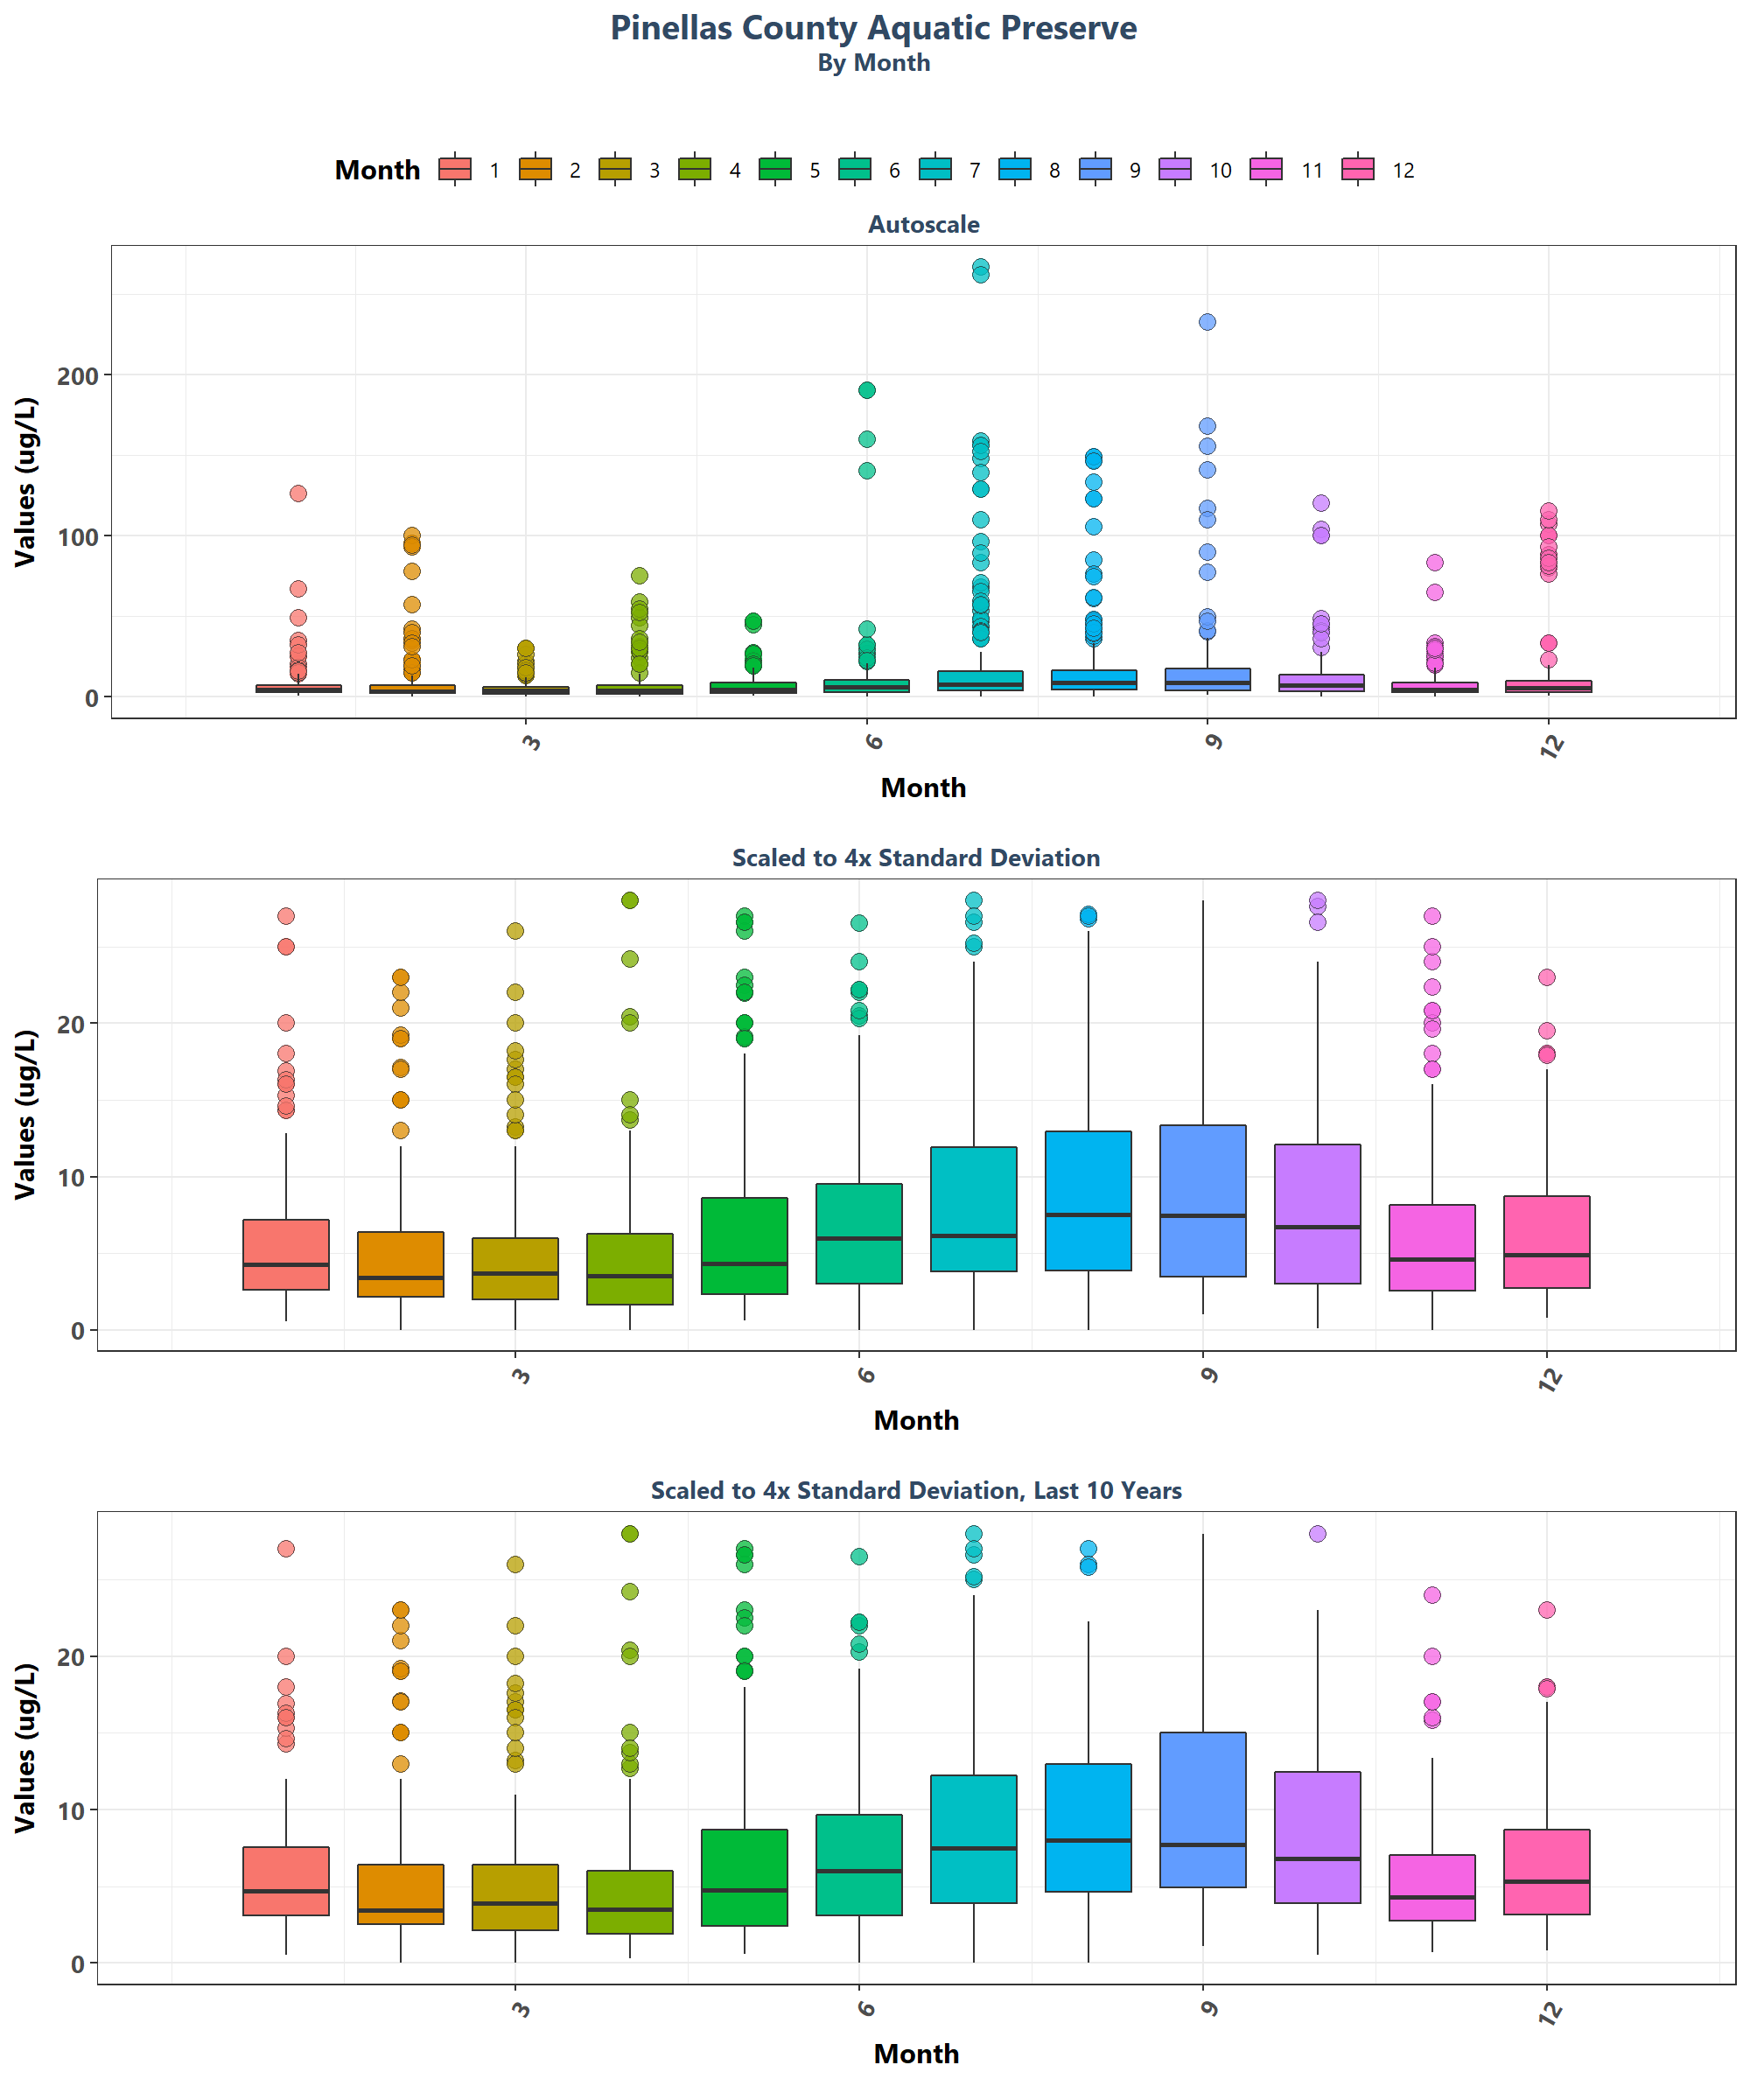 Pinellas County Aquatic Preserve
By Month
Month 1 2 3 4 5 6 7 8 9 10 11 12
Autoscale
Values (ug/L)
200
100
0
3 6 9 12
Month
Scaled to 4x Standard Deviation
Values (ug/L)
20
10
0
3 6 9 12
Month
Scaled to 4x Standard Deviation, Last 10 Years
Values (ug/L)
20
10
0
3 6 9 12
Month